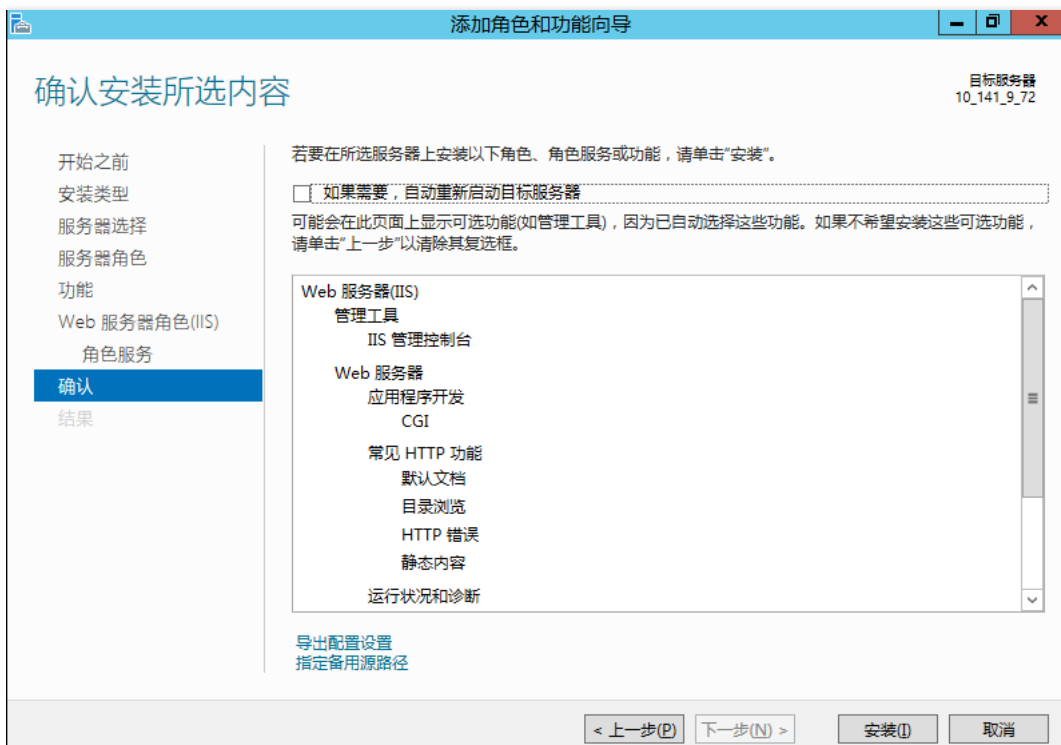 添加角色和功能向导
确认安装所选内容
目标服务器
10_141_9_72
开始之前
安装类型
服务器选择
服务器角色
功能
Web 服务器角色(IIS)
角色服务
确认
结果
若要在所选服务器上安装以下角色、角色服务或功能，请单击"安装"。
如果需要，自动重新启动目标服务器
可能会在此页面上显示可选功能(如管理工具)，因为已自动选择这些功能。如果不希望安装这些可选功能，
请单击"上一步"以清除其复选框。
Web 服务器(IIS)
管理工具
IIS 管理控制台
Web 服务器
应用程序开发
CGI
常见 HTTP 功能
默认文档
目录浏览
HTTP 错误
静态内容
运行状况和诊断
导出配置设置
指定备用源路径
< 上一步(P)
下一步(N) >
安装(I)
取消